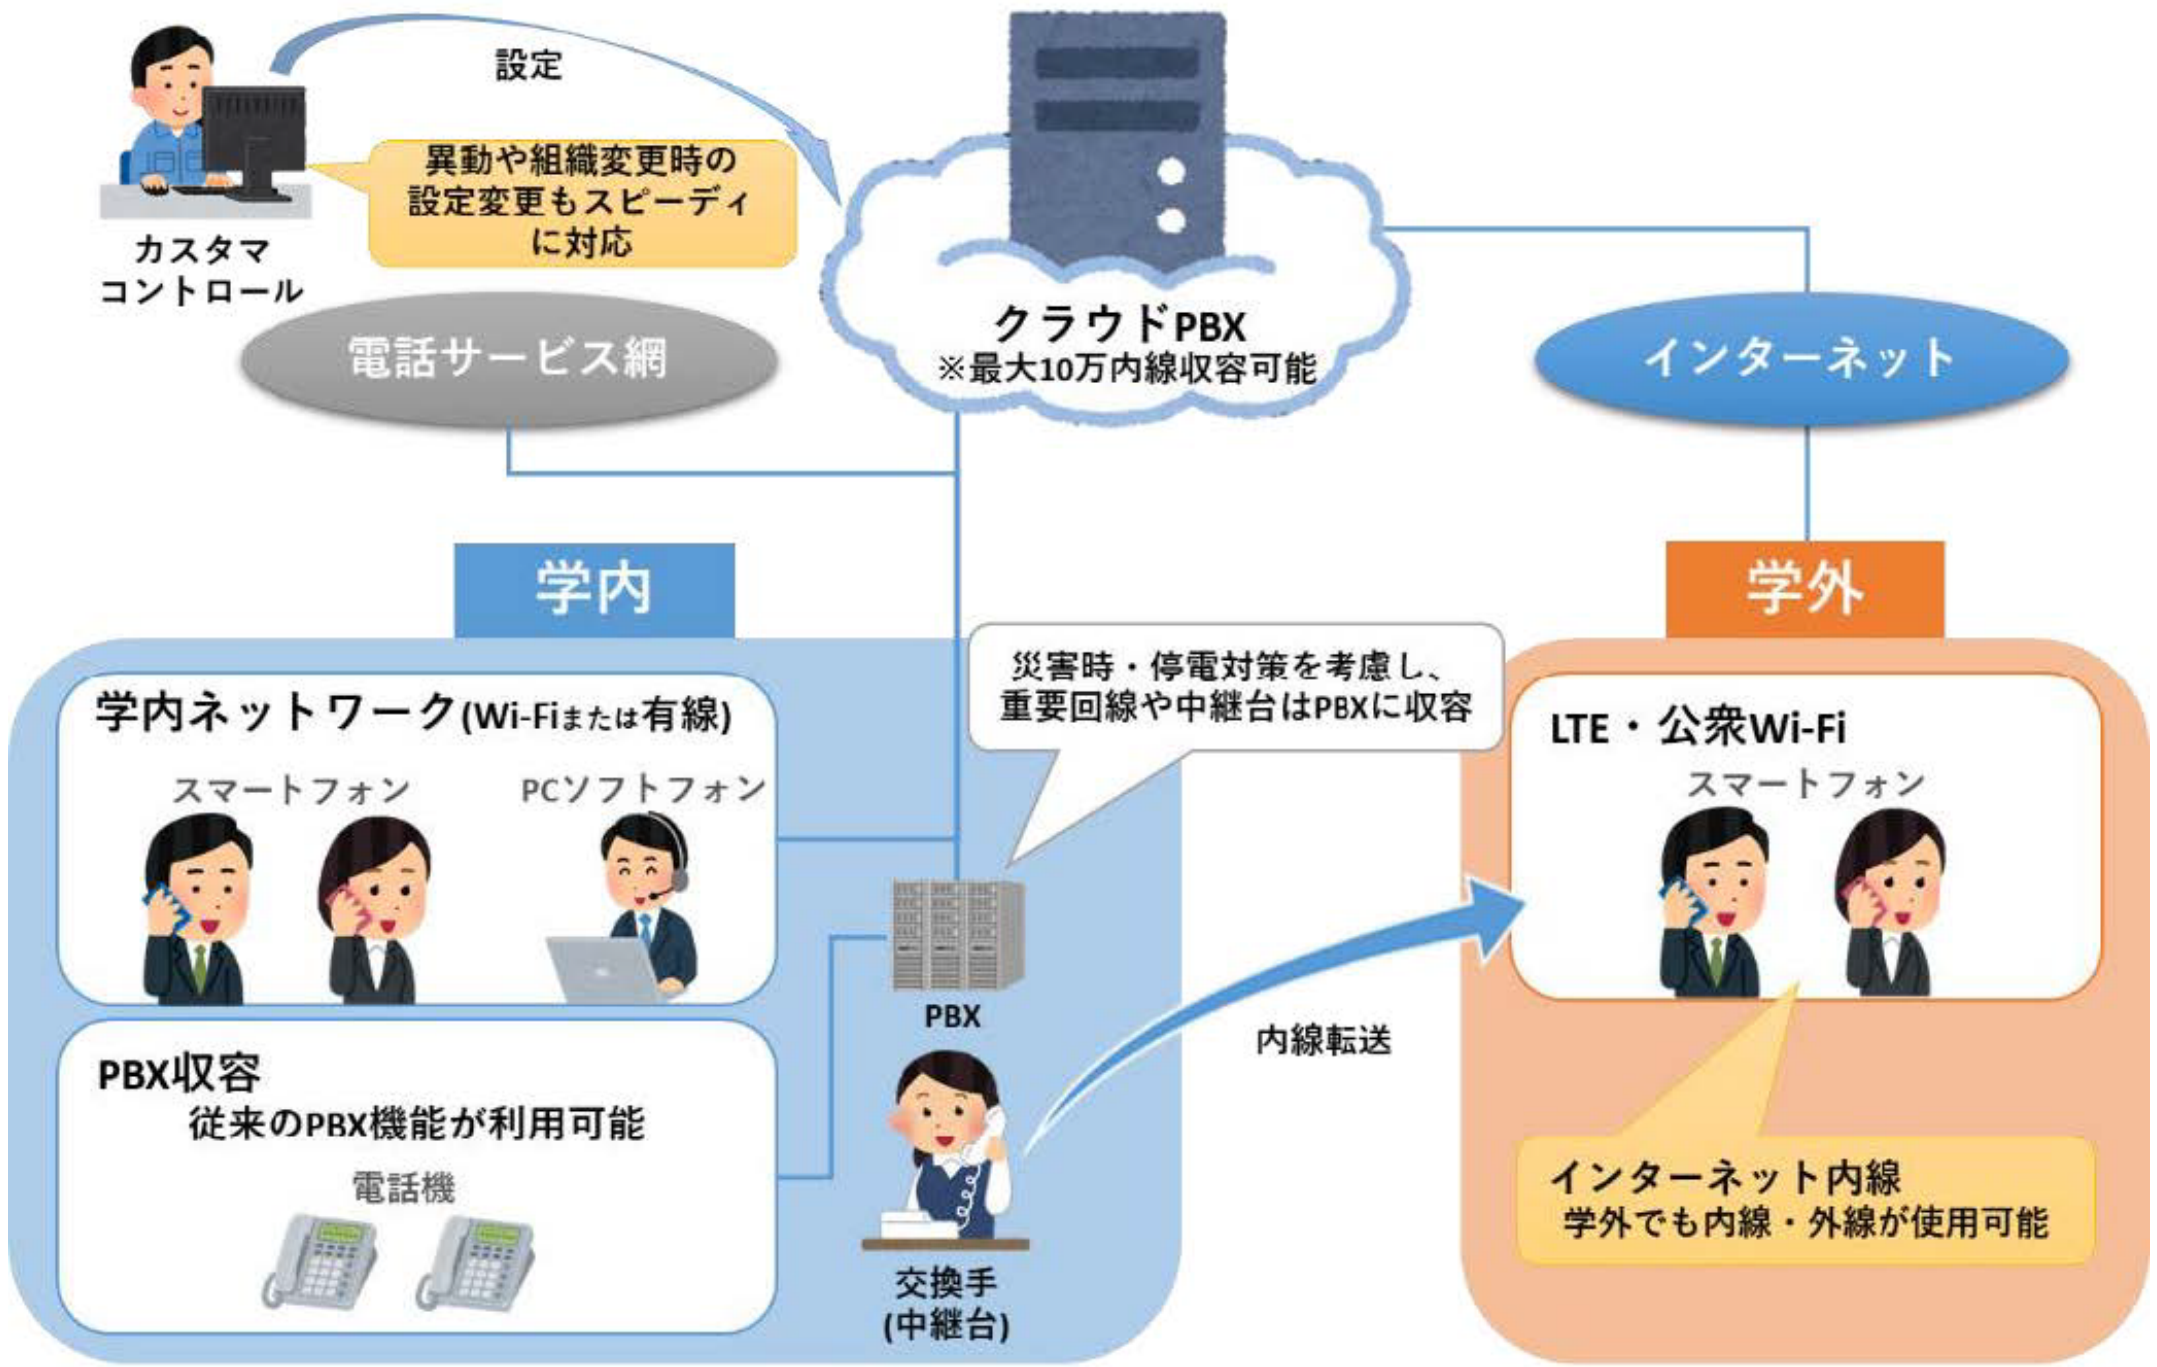 設定
異動や組織変更時の
設定変更もスピーディ
に対応
カスタマ
コントロール
電話サービス網
クラウドPBX
※最大10万内線収容可能
インターネット
学内
学外
災害時・停電対策を考慮し、
重要回線や中継台はPBXに収容
学内ネットワーク(Wi-Fiまたは有線)
スマートフォン
PCソフトフォン
LTE・公衆Wi-Fi
スマートフォン
PBX
内線転送
PBX収容
従来のPBX機能が利用可能
電話機
インターネット内線
学外でも内線・外線が使用可能
交換手
(中継台)